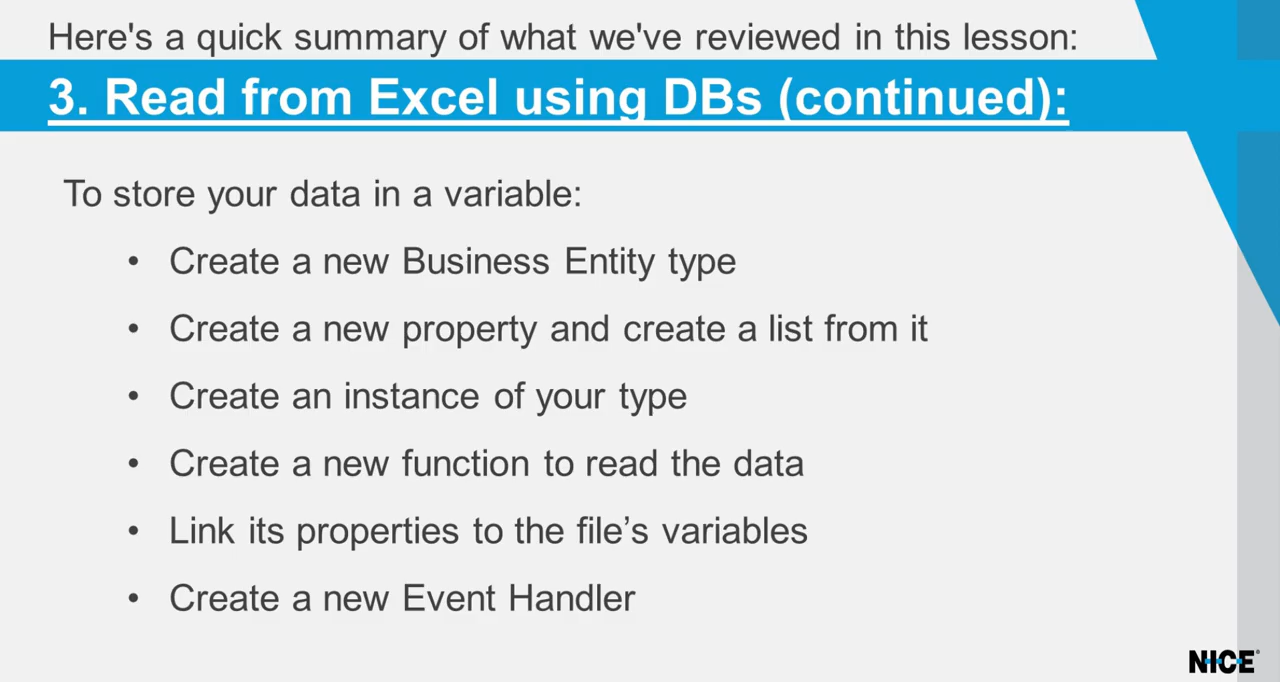 Here's a quick summary of what we've reviewed in this lesson:
3. Read from Excel using DBs (continued):
To store your data in a variable:
• Create a new Business Entity type
• Create a new property and create a list from it
• Create an instance of your type
• Create a new function to read the data
• Link its properties to the file’s variables
• Create a new Event Handler
NICE®